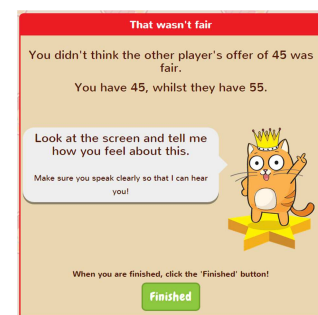 That wasn't fair
You didn't think the other player's offer of 45 was
fair.
You have 45, whilst they have 55.
Look at the screen and tell me
how you feel about this.
Make sure you speak clearly so that I can hear
you!
When you are finished, click the 'Finished' button!
Finished